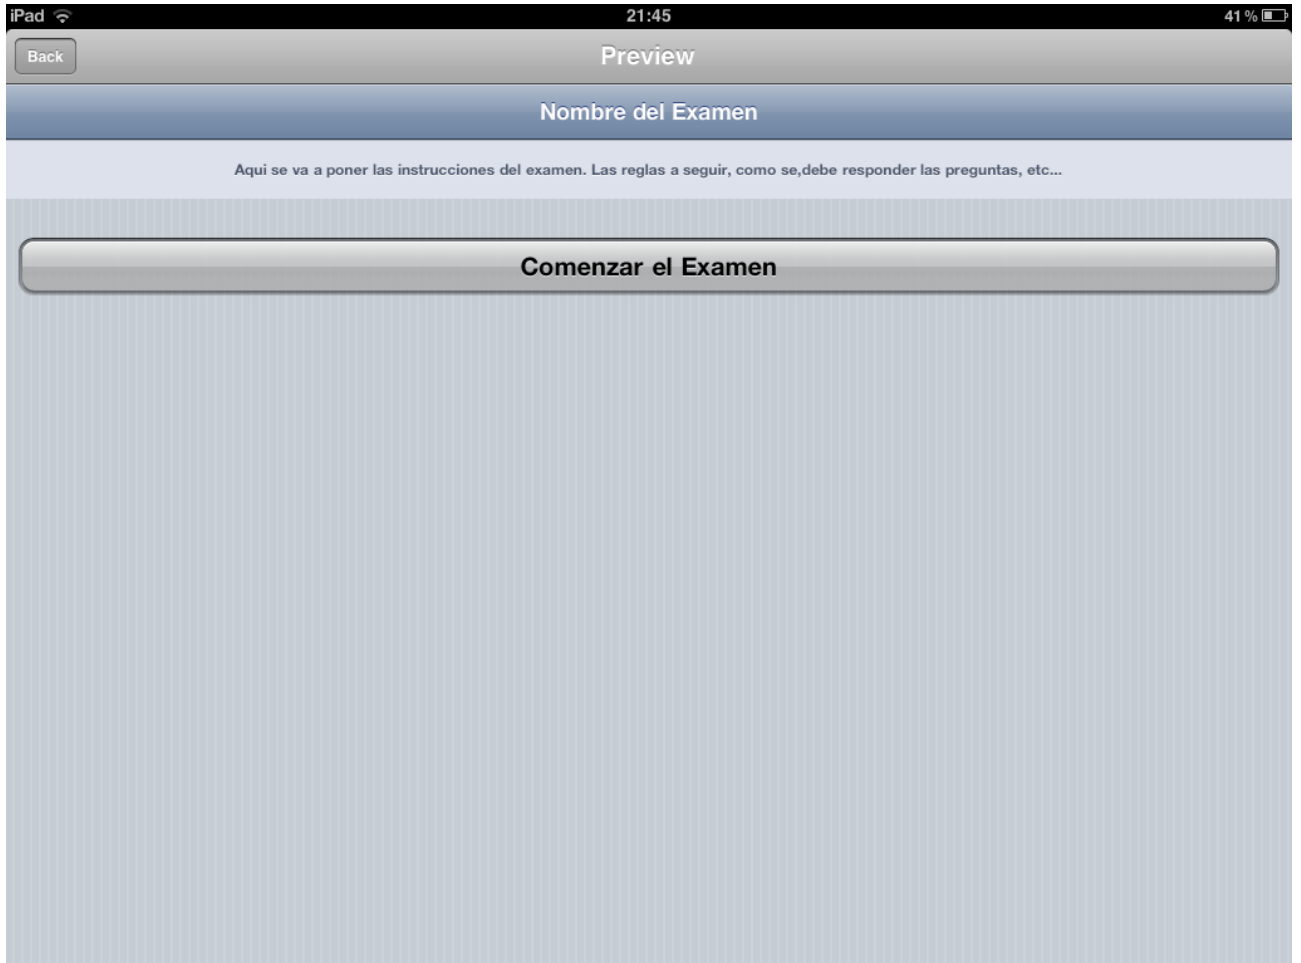 iPad 21:45 41 %
Back Preview
Nombre del Examen
Aqui se va a poner las instrucciones del examen. Las reglas a seguir, como se,debe responder las preguntas, etc...
Comenzar el Examen